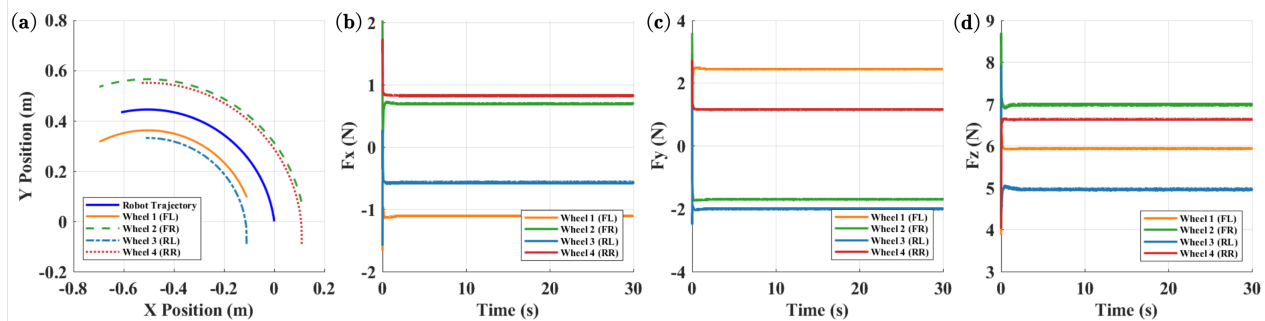 (a)
0.8
0.6
0.4
0.2
0
-0.2
Y Position (m)
-0.8
-0.6
-0.4
-0.2
0
0.2
X Position (m)
Robot Trajectory
Wheel 1 (FL)
Wheel 2 (FR)
Wheel 3 (RL)
Wheel 4 (RR)
(b)
2
1
0
-1
-2
Fx (N)
0
10
20
30
Time (s)
Wheel 1 (FL)
Wheel 2 (FR)
Wheel 3 (RL)
Wheel 4 (RR)
(c)
4
2
0
-2
-4
Fy (N)
0
10
20
30
Time (s)
Wheel 1 (FL)
Wheel 2 (FR)
Wheel 3 (RL)
Wheel 4 (RR)
(d)
9
8
7
6
5
4
3
Fz (N)
0
10
20
30
Time (s)
Wheel 1 (FL)
Wheel 2 (FR)
Wheel 3 (RL)
Wheel 4 (RR)